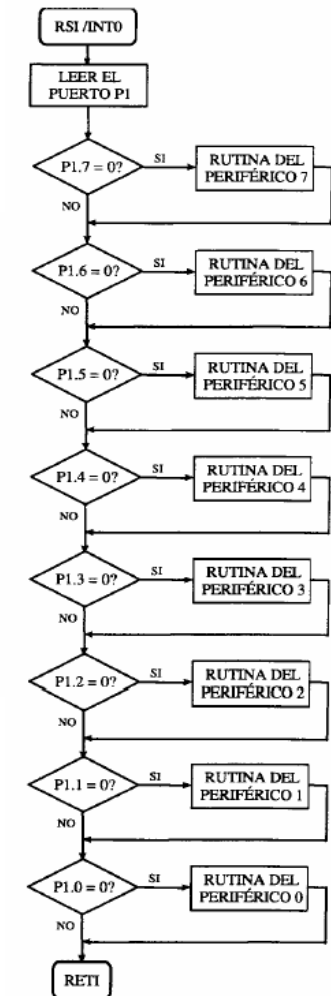 RSI /INT0
LEER EL
PUERTO P1
P1.7 = 0?
SI
RUTINA DEL
PERIFÉRICO 7
NO
P1.6 = 0?
SI
RUTINA DEL
PERIFÉRICO 6
NO
P1.5 = 0?
SI
RUTINA DEL
PERIFÉRICO 5
NO
P1.4 = 0?
SI
RUTINA DEL
PERIFÉRICO 4
NO
P1.3 = 0?
SI
RUTINA DEL
PERIFÉRICO 3
NO
P1.2 = 0?
SI
RUTINA DEL
PERIFÉRICO 2
NO
P1.1 = 0?
SI
RUTINA DEL
PERIFÉRICO 1
NO
P1.0 = 0?
SI
RUTINA DEL
PERIFÉRICO 0
NO
RETI